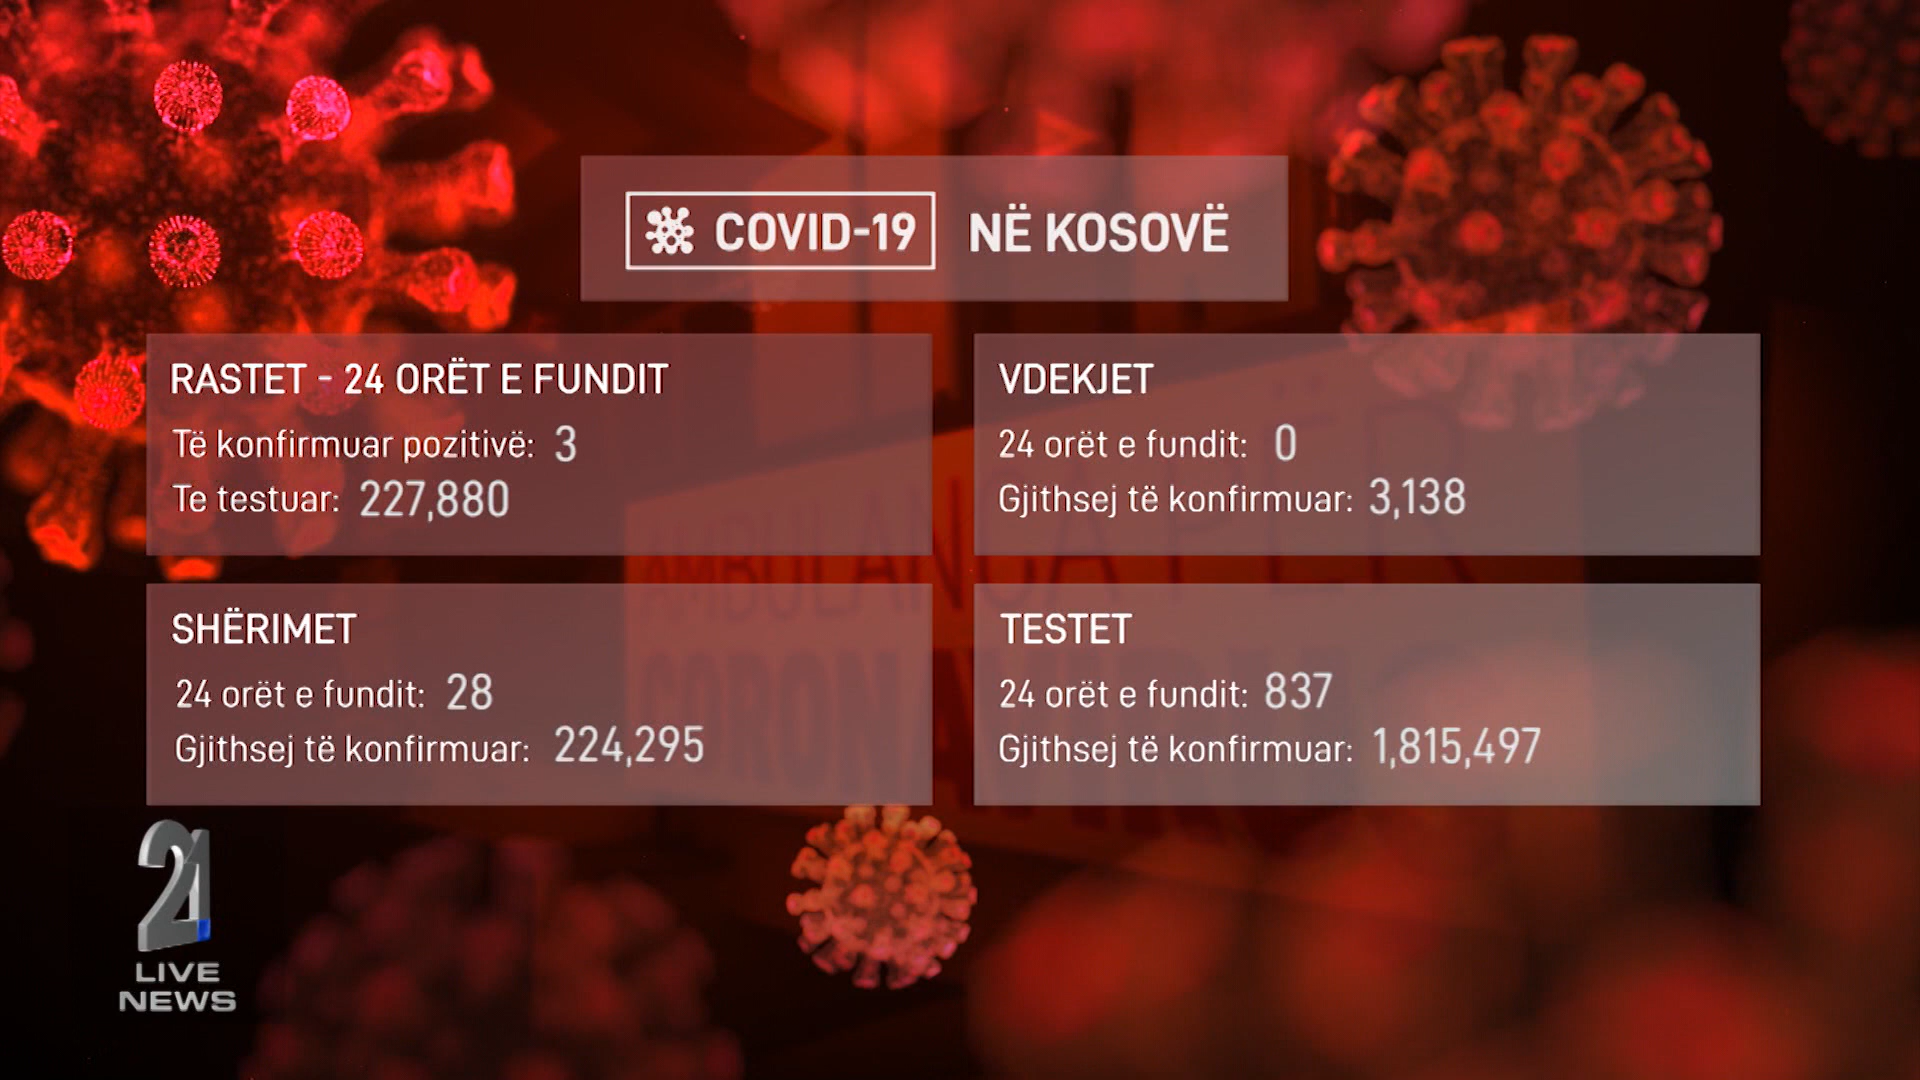 COVID-19 NË KOSOVË
RASTET - 24 ORËT E FUNDIT
Të konfirmuar pozitivë: 3
Te testuar: 227,880
VDEKJET
24 orët e fundit: 0
Gjithsej të konfirmuar: 3,138
SHËRIMET
24 orët e fundit: 28
Gjithsej të konfirmuar: 224,295
TESTET
24 orët e fundit: 837
Gjithsej të konfirmuar: 1,815,497
AMBULANCA PËR
21
LIVE
NEWS